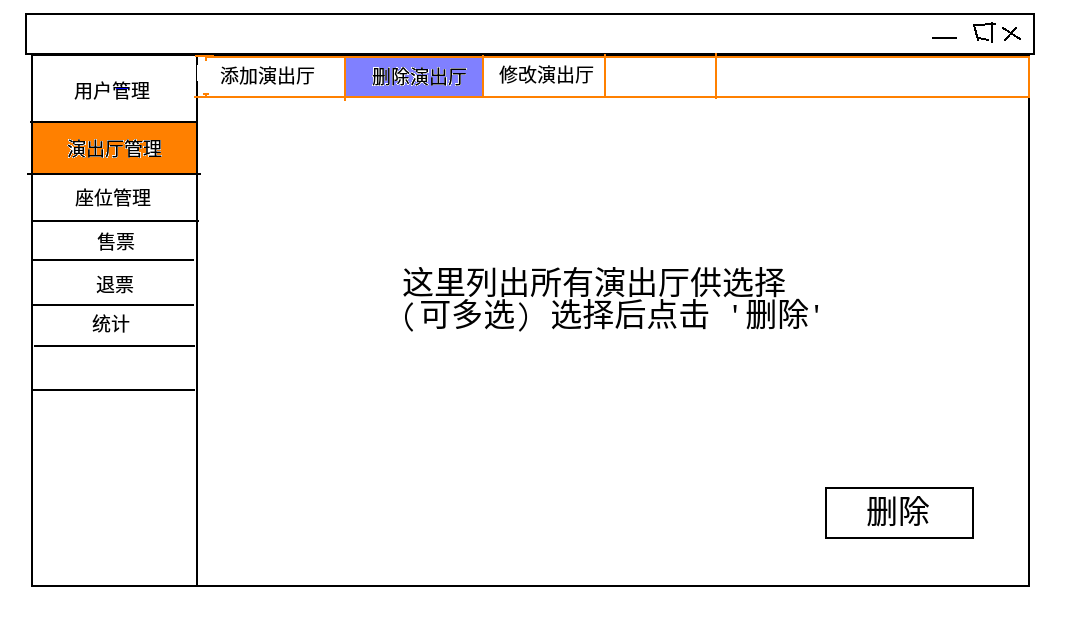 添加演出厅
删除演出厅
修改演出厅
用户管理
演出厅管理
座位管理
售票
退票
统计
这里列出所有演出厅供选择
(可多选) 选择后点击 '删除'
删除